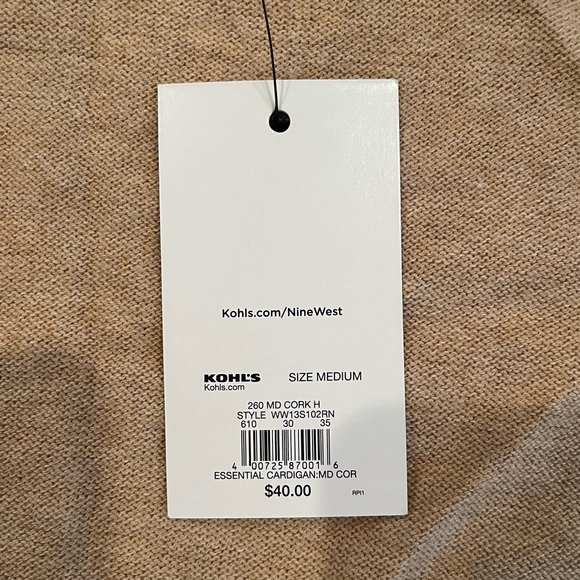 Kohls.com/NineWest
KOHL'S SIZE MEDIUM
Kohls.com
260 MD CORK H
STYLE WW13S102RN
610 30 35
4 00725 87001 6
ESSENTIAL CARDIGAN:MD COR
$40.00 RPI1